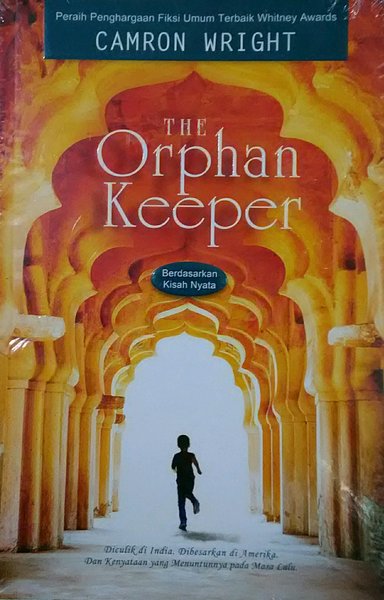 Peraih Penghargaan Fiksi Umum Terbaik Whitney Awards
CAMRON WRIGHT
THE
Orphan
Keeper
Berdasarkan
Kisah Nyata
Diculik di India. Dibesarkan di Amerika.
Dan Kenyataan yang Menuntunnya pada Masa Lalu.